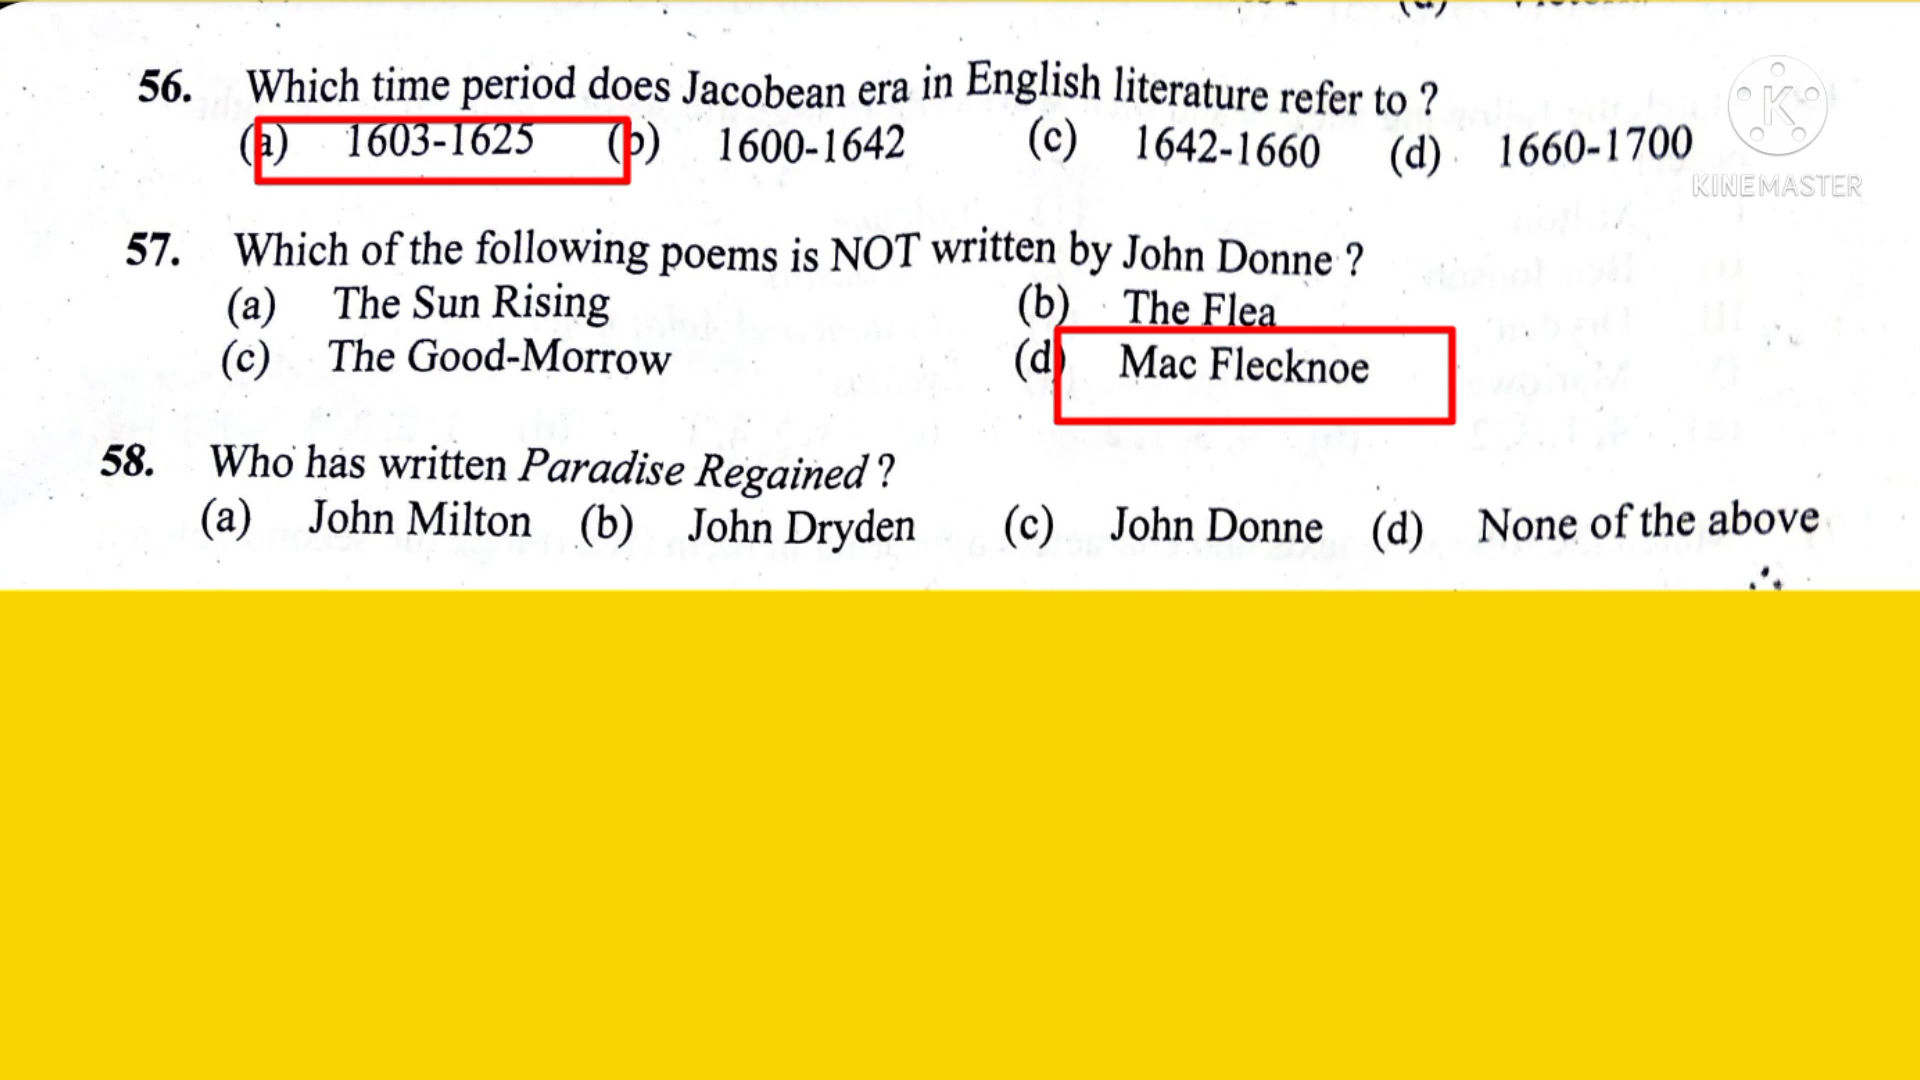 56. Which time period does Jacobean era in English literature refer to ?
(a) 1603-1625 (b) 1600-1642 (c) 1642-1660 (d) 1660-1700
KINEMASTER
57. Which of the following poems is NOT written by John Donne ?
(a) The Sun Rising (b) The Flea
(c) The Good-Morrow (d) Mac Flecknoe
58. Who has written Paradise Regained ?
(a) John Milton (b) John Dryden (c) John Donne (d) None of the above